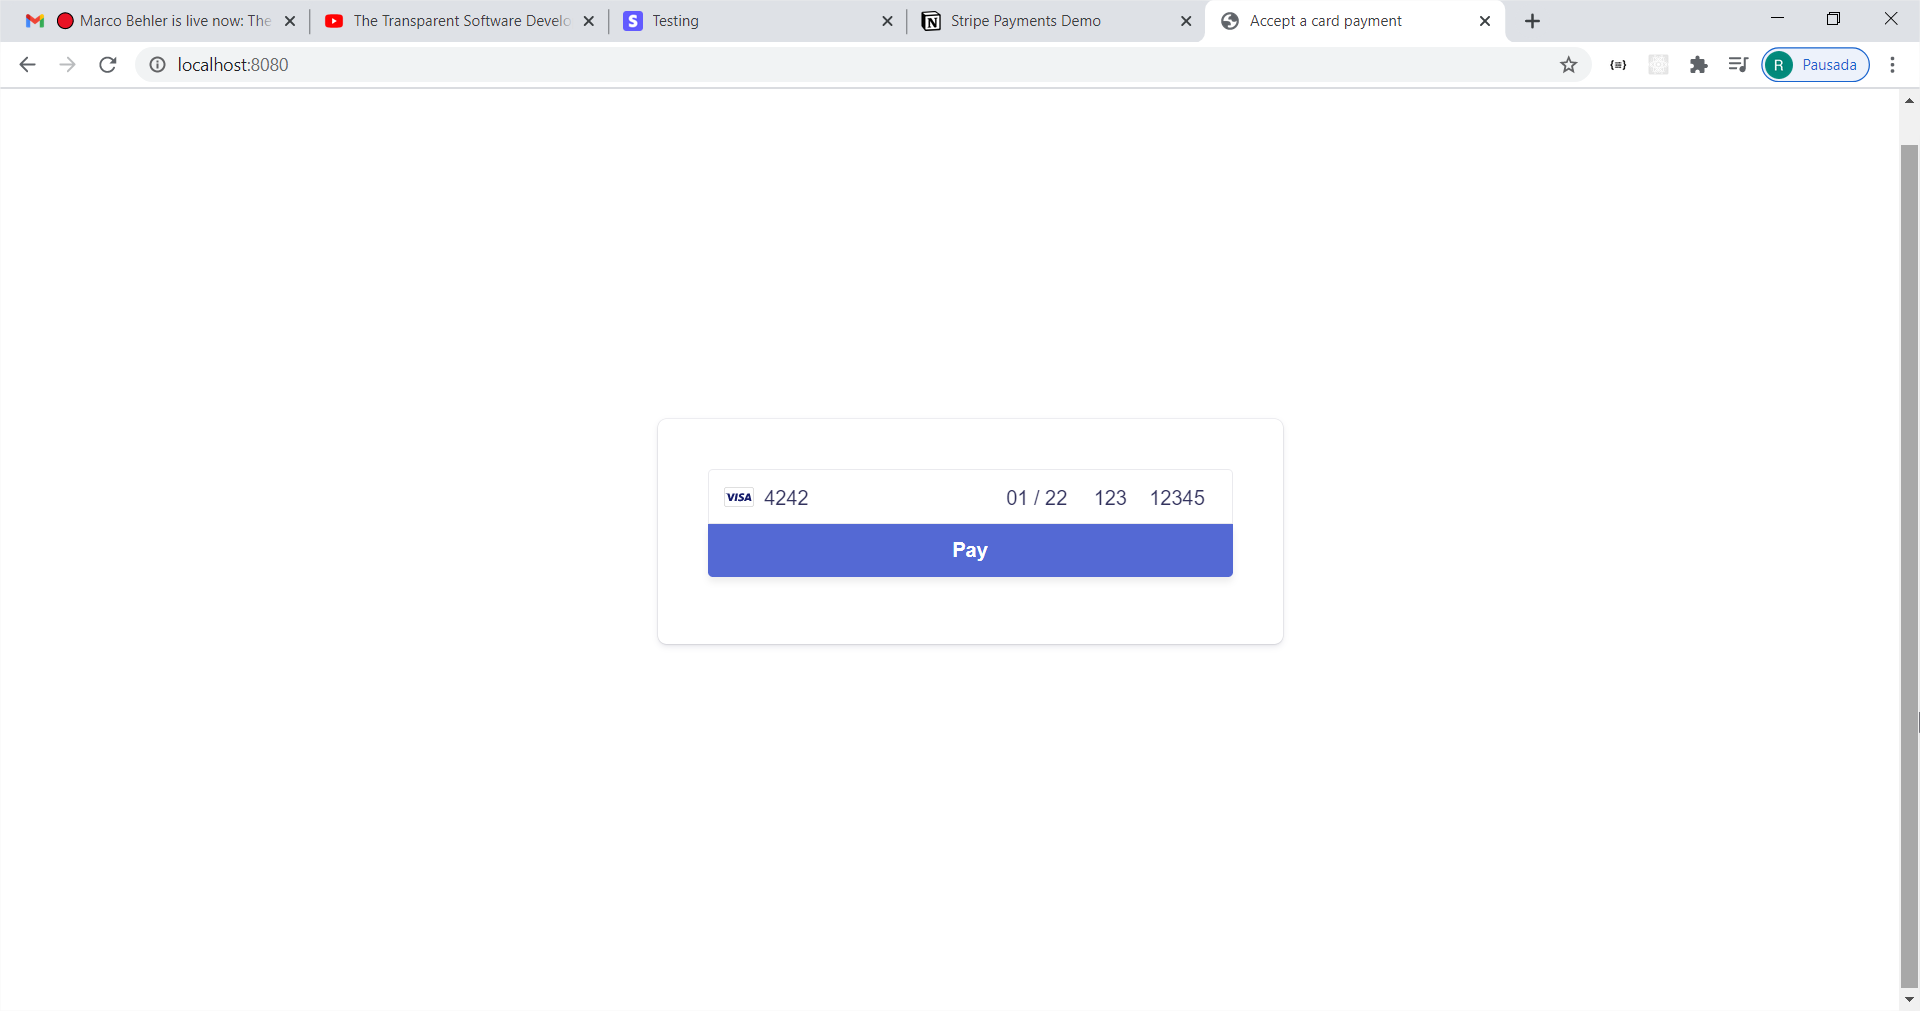 Marco Behler is live now: The
The Transparent Software Develo
S Testing
N Stripe Payments Demo
Accept a card payment
localhost:8080
{≡}
R Pausada
VISA 4242 01 / 22 123 12345
Pay